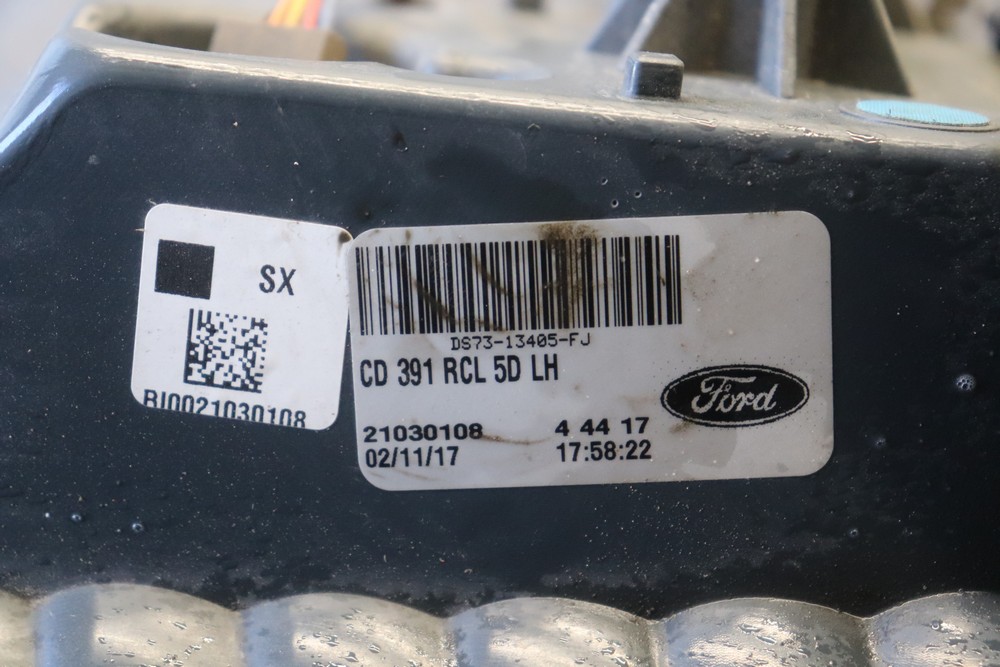 SX
BJ0021030108
DS73-13405-FJ
CD 391 RCL 5D LH
Ford
21030108 4 44 17
02/11/17 17:58:22